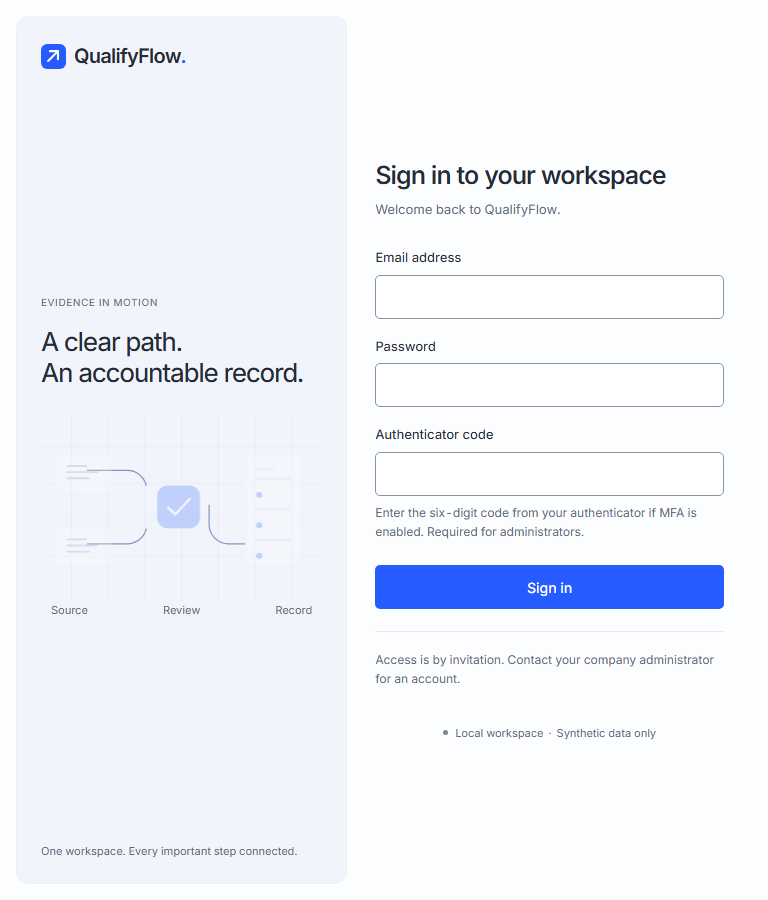 QualifyFlow.
EVIDENCE IN MOTION
A clear path.
An accountable record.
Source
Review
Record
One workspace. Every important step connected.
Sign in to your workspace
Welcome back to QualifyFlow.
Email address
Password
Authenticator code
Enter the six-digit code from your authenticator if MFA is
enabled. Required for administrators.
Sign in
Access is by invitation. Contact your company administrator
for an account.
Local workspace · Synthetic data only